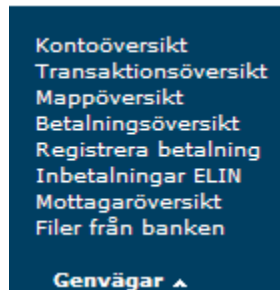 Kontoöversikt
Transaktionsöversikt
Mappöversikt
Betalningsöversikt
Registrera betalning
Inbetalningar ELIN
Mottagaröversikt
Filer från banken
Genvägar